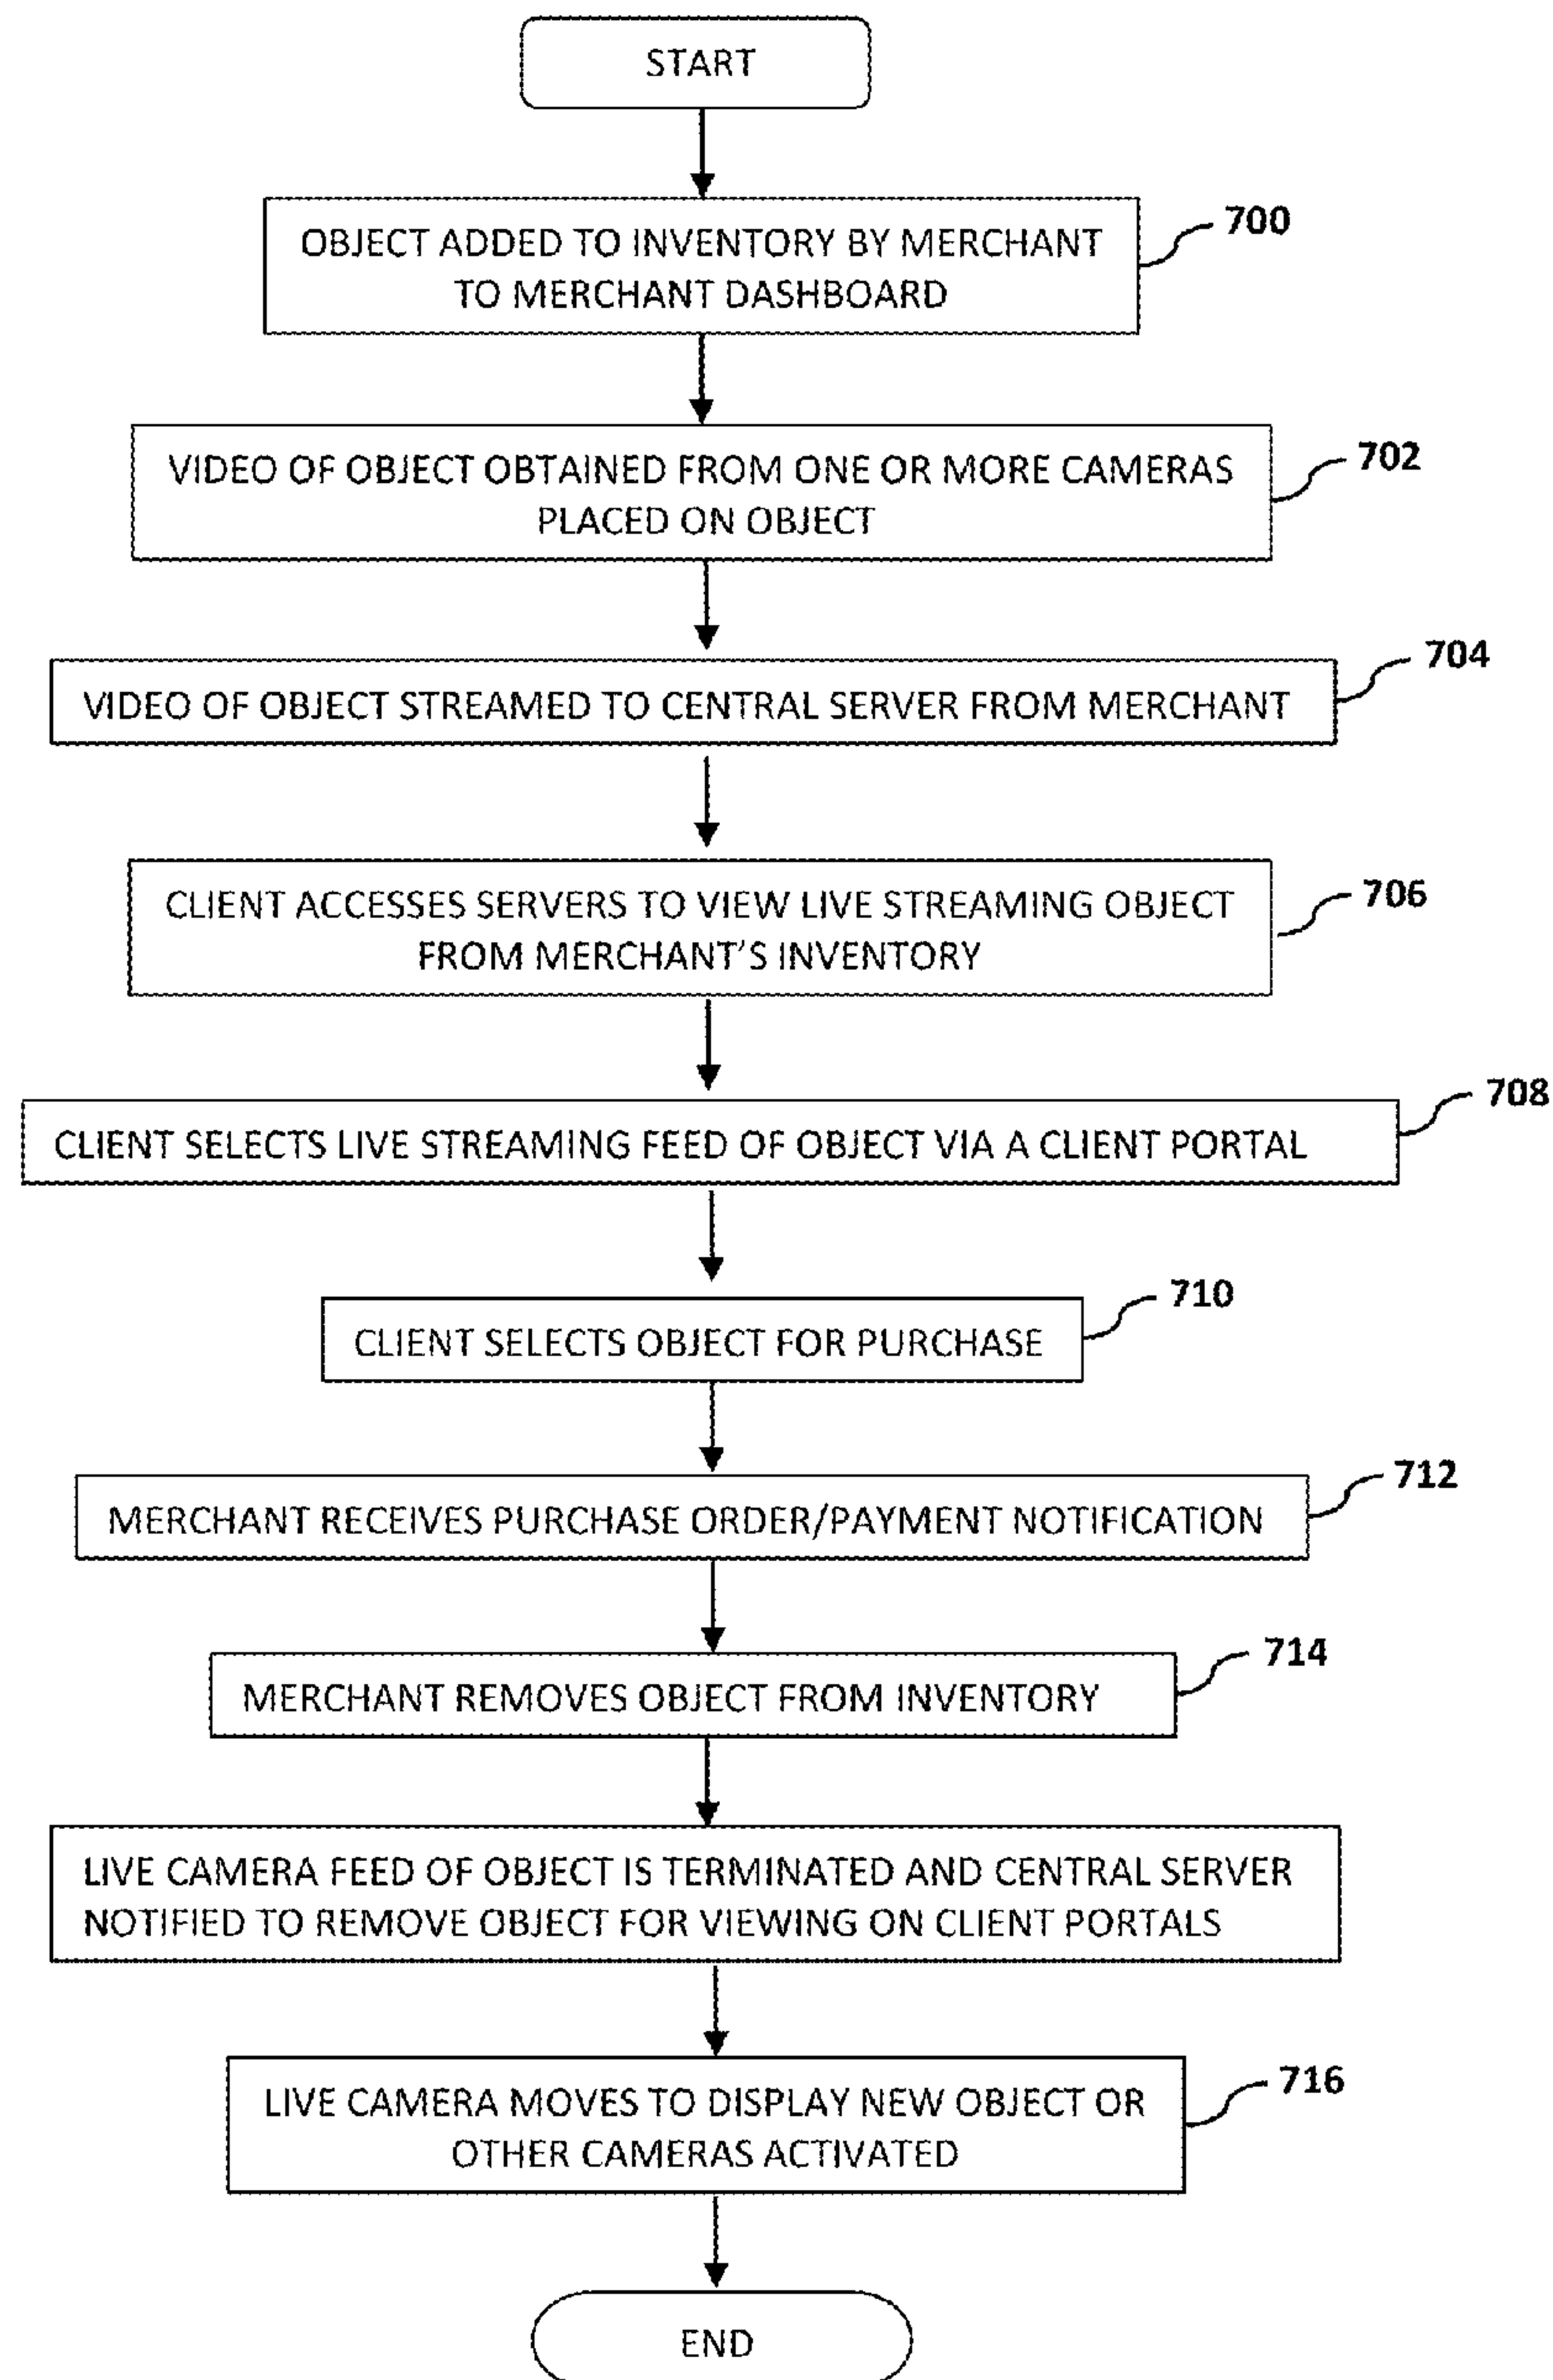 START
OBJECT ADDED TO INVENTORY BY MERCHANT
TO MERCHANT DASHBOARD
700
VIDEO OF OBJECT OBTAINED FROM ONE OR MORE CAMERAS
PLACED ON OBJECT
702
VIDEO OF OBJECT STREAMED TO CENTRAL SERVER FROM MERCHANT
704
CLIENT ACCESSES SERVERS TO VIEW LIVE STREAMING OBJECT
FROM MERCHANT'S INVENTORY
706
CLIENT SELECTS LIVE STREAMING FEED OF OBJECT VIA A CLIENT PORTAL
708
CLIENT SELECTS OBJECT FOR PURCHASE
710
MERCHANT RECEIVES PURCHASE ORDER/PAYMENT NOTIFICATION
712
MERCHANT REMOVES OBJECT FROM INVENTORY
714
LIVE CAMERA FEED OF OBJECT IS TERMINATED AND CENTRAL SERVER
NOTIFIED TO REMOVE OBJECT FOR VIEWING ON CLIENT PORTALS
LIVE CAMERA MOVES TO DISPLAY NEW OBJECT OR
OTHER CAMERAS ACTIVATED
716
END